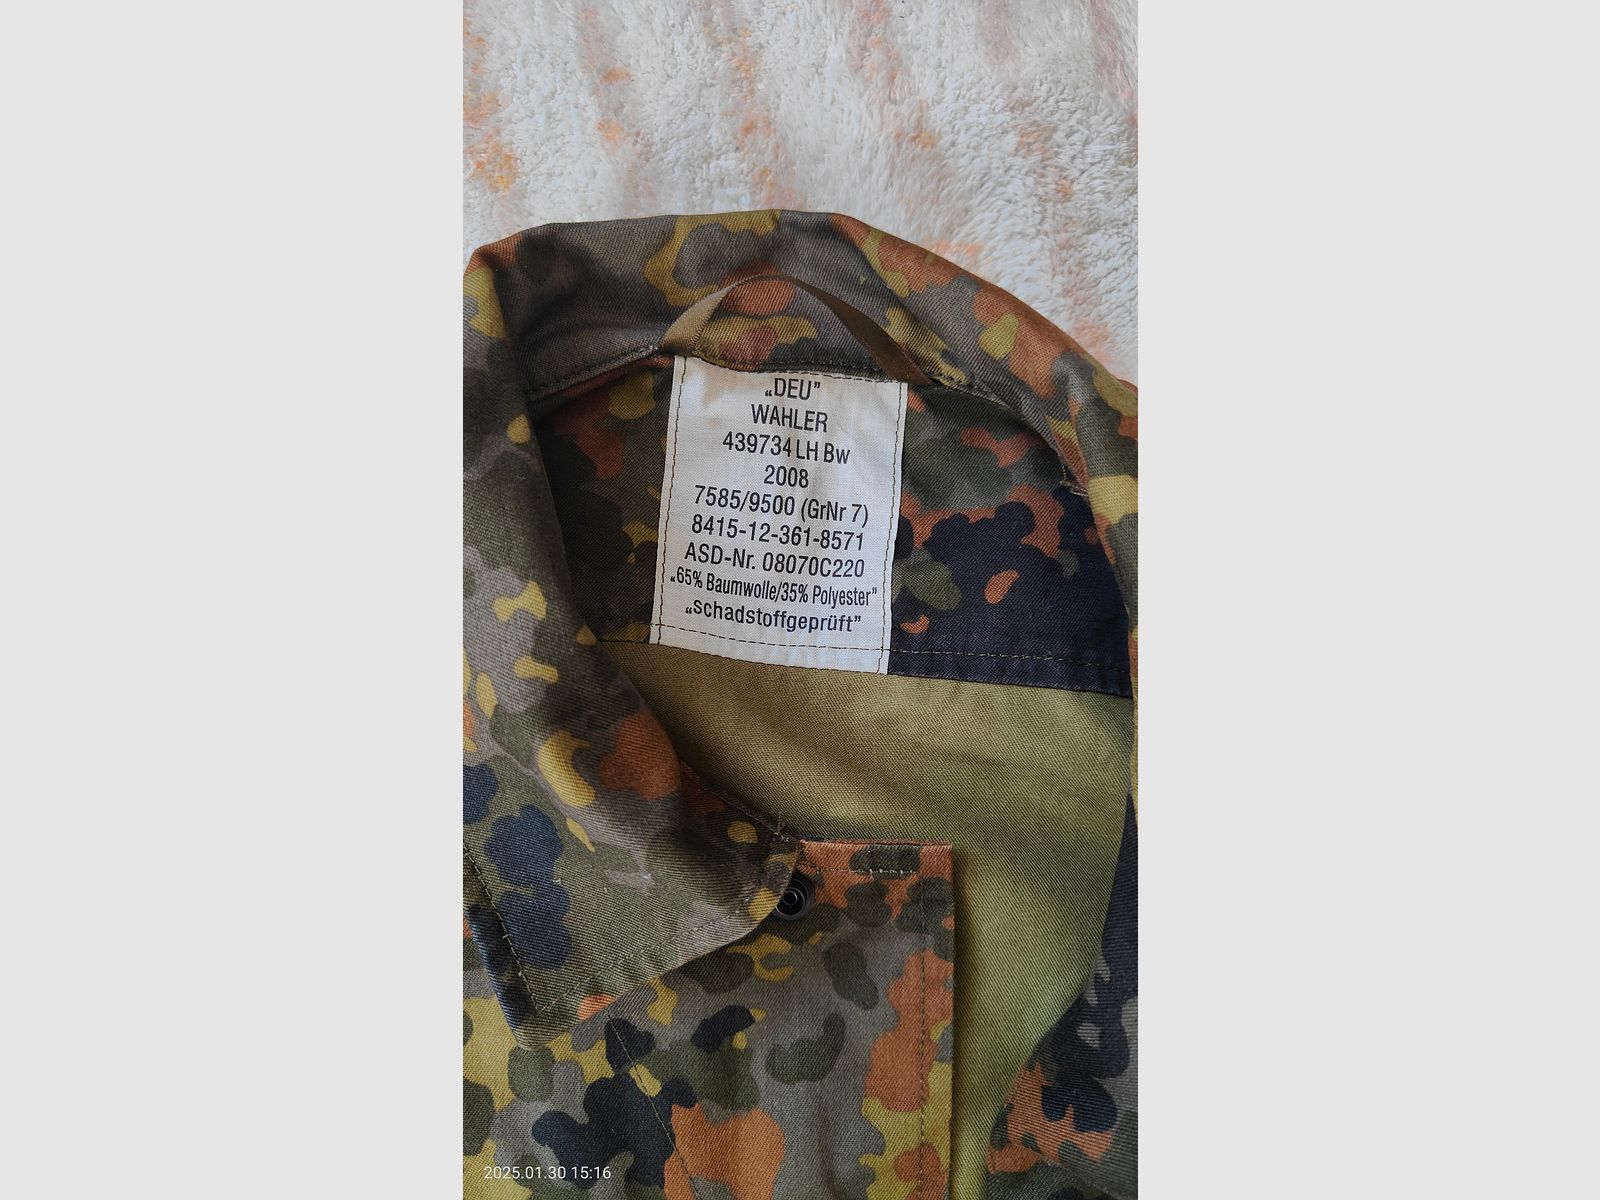 „DEU”
WAHLER
439734 LH Bw
2008
7585/9500 (GrNr 7)
8415-12-361-8571
ASD-Nr. 08070C220
„65% Baumwolle/35% Polyester”
„schadstoffgeprüft”
2025.01.30 15:16